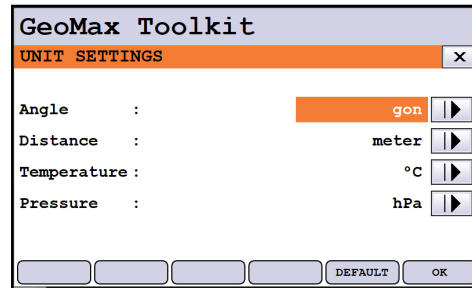 GeoMax Toolkit
UNIT SETTINGS X
Angle : gon
Distance : meter
Temperature : °C
Pressure : hPa
DEFAULT OK